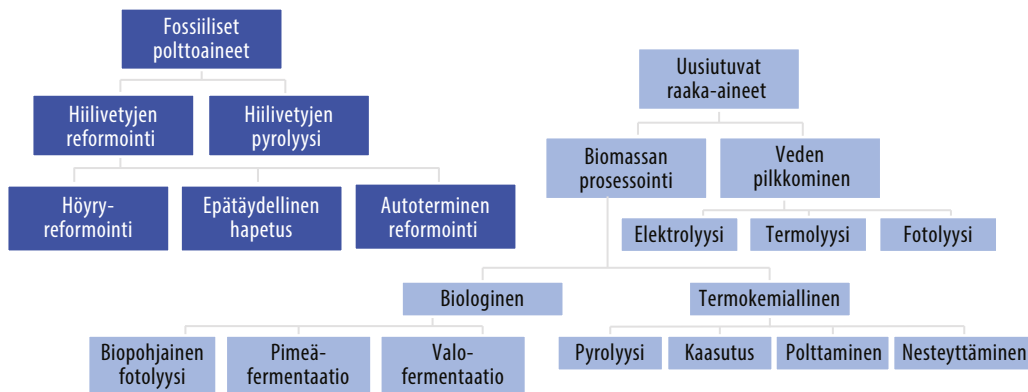 Fossiiliset
polttoaineet
Hiilivetyjen
reformointi
Hiilivetyjen
pyrolyysi
Höyry-
reformointi
Epätäydellinen
hapetus
Autoterminen
reformointi
Uusiutuvat
raaka-aineet
Biomassan
prosessointi
Veden
pilkkominen
Elektrolyysi
Termolyysi
Fotolyysi
Biologinen
Termokemiallinen
Biopohjainen
fotolyysi
Pimeä-
fermentaatio
Valo-
fermentaatio
Pyrolyysi
Kaasutus
Polttaminen
Nesteyttäminen